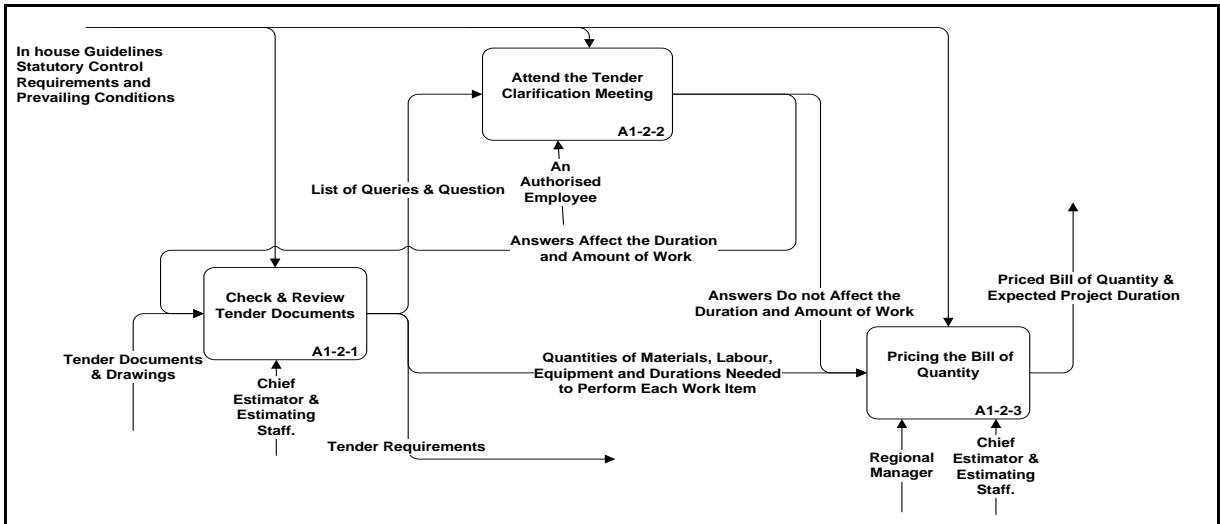 In house Guidelines
Statutory Control
Requirements and
Prevailing Conditions
Attend the Tender
Clarification Meeting
A1-2-2
An
Authorised
Employee
List of Queries & Question
Answers Affect the Duration
and Amount of Work
Check & Review
Tender Documents
A1-2-1
Tender Documents
& Drawings
Chief
Estimator &
Estimating
Staff.
Tender Requirements
Answers Do not Affect the
Duration and Amount of Work
Quantities of Materials, Labour,
Equipment and Durations Needed
to Perform Each Work Item
Priced Bill of Quantity &
Expected Project Duration
Pricing the Bill of
Quantity
A1-2-3
Regional
Manager
Chief
Estimator &
Estimating
Staff.